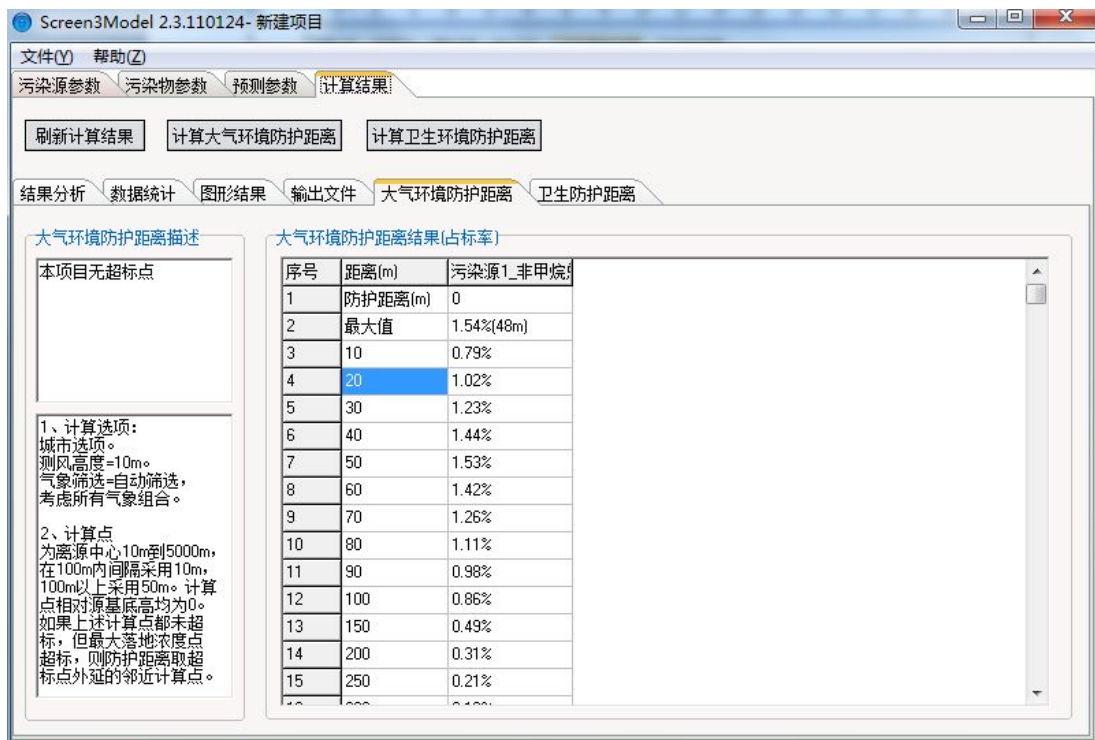 Screen3Model 2.3.110124- 新建项目
文件(Y) 帮助(Z)
污染源参数 污染物参数 预测参数 计算结果
刷新计算结果 计算大气环境防护距离 计算卫生环境防护距离
结果分析 数据统计 图形结果 输出文件 大气环境防护距离 卫生防护距离
大气环境防护距离描述
本项目无超标点
1、计算选项:
城市选项。
测风高度=10m。
气象筛选=自动筛选,
考虑所有气象组合。
2、计算点
为离源中心10m到5000m,
在100m内间隔采用10m,
100m以上采用50m。计算
点相对源基底高均为0。
如果上述计算点都未超
标,但最大落地浓度点
超标,则防护距离取超
标点外延的邻近计算点。
大气环境防护距离结果(占标率)
序号 距离(m) 污染源1_非甲烷
1 防护距离(m) 0
2 最大值 1.54%(48m)
3 10 0.79%
4 20 1.02%
5 30 1.23%
6 40 1.44%
7 50 1.53%
8 60 1.42%
9 70 1.26%
10 80 1.11%
11 90 0.98%
12 100 0.86%
13 150 0.49%
14 200 0.31%
15 250 0.21%